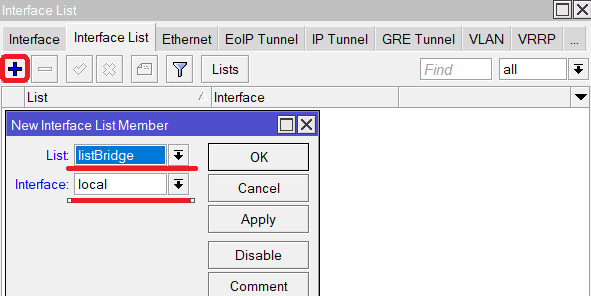 Interface List
Interface Interface List Ethernet EoIP Tunnel IP Tunnel GRE Tunnel VLAN VRRP ...
Lists Find all
List Interface
New Interface List Member
List: listBridge OK
Interface: local Cancel
Apply
Disable
Comment